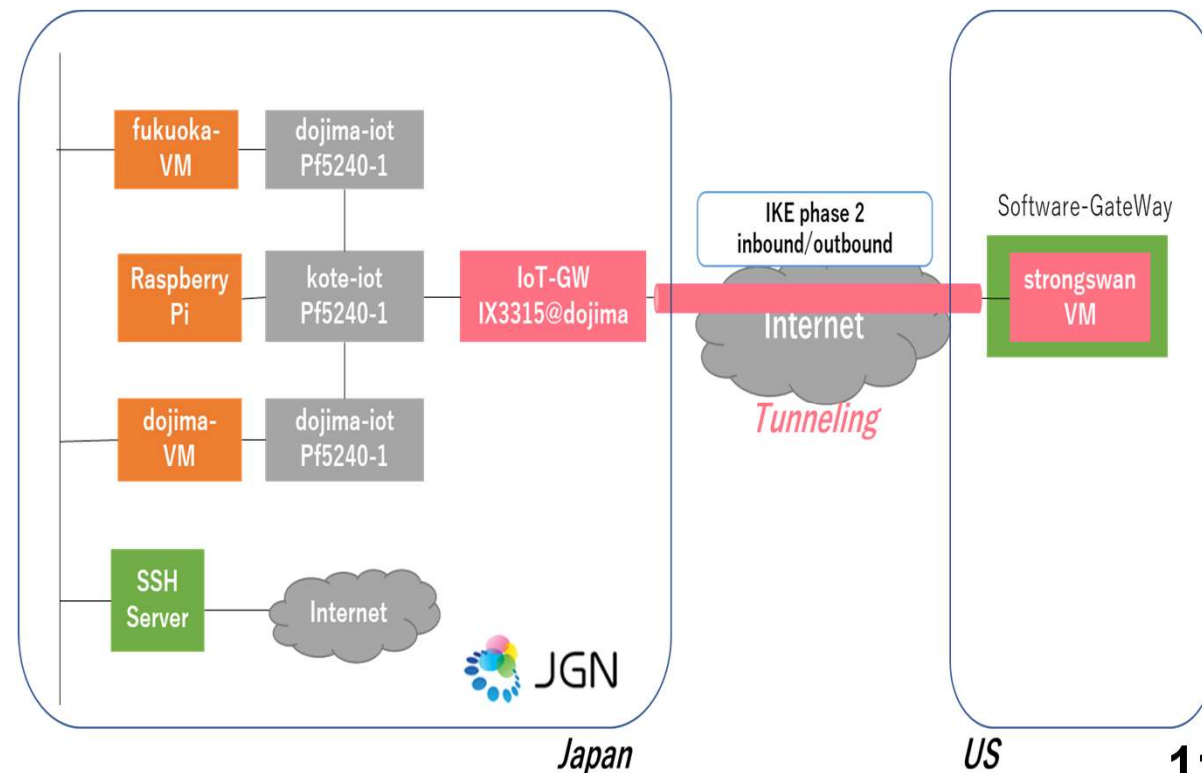 fukuoka-
VM
dojima-iot
Pf5240-1
Raspberry
Pi
kote-iot
Pf5240-1
IoT-GW
IX3315@dojima
dojima-
VM
dojima-iot
Pf5240-1
SSH
Server
Internet
JGN
Japan
IKE phase 2
inbound/outbound
Internet
Tunneling
Software-GateWay
strongswan
VM
US